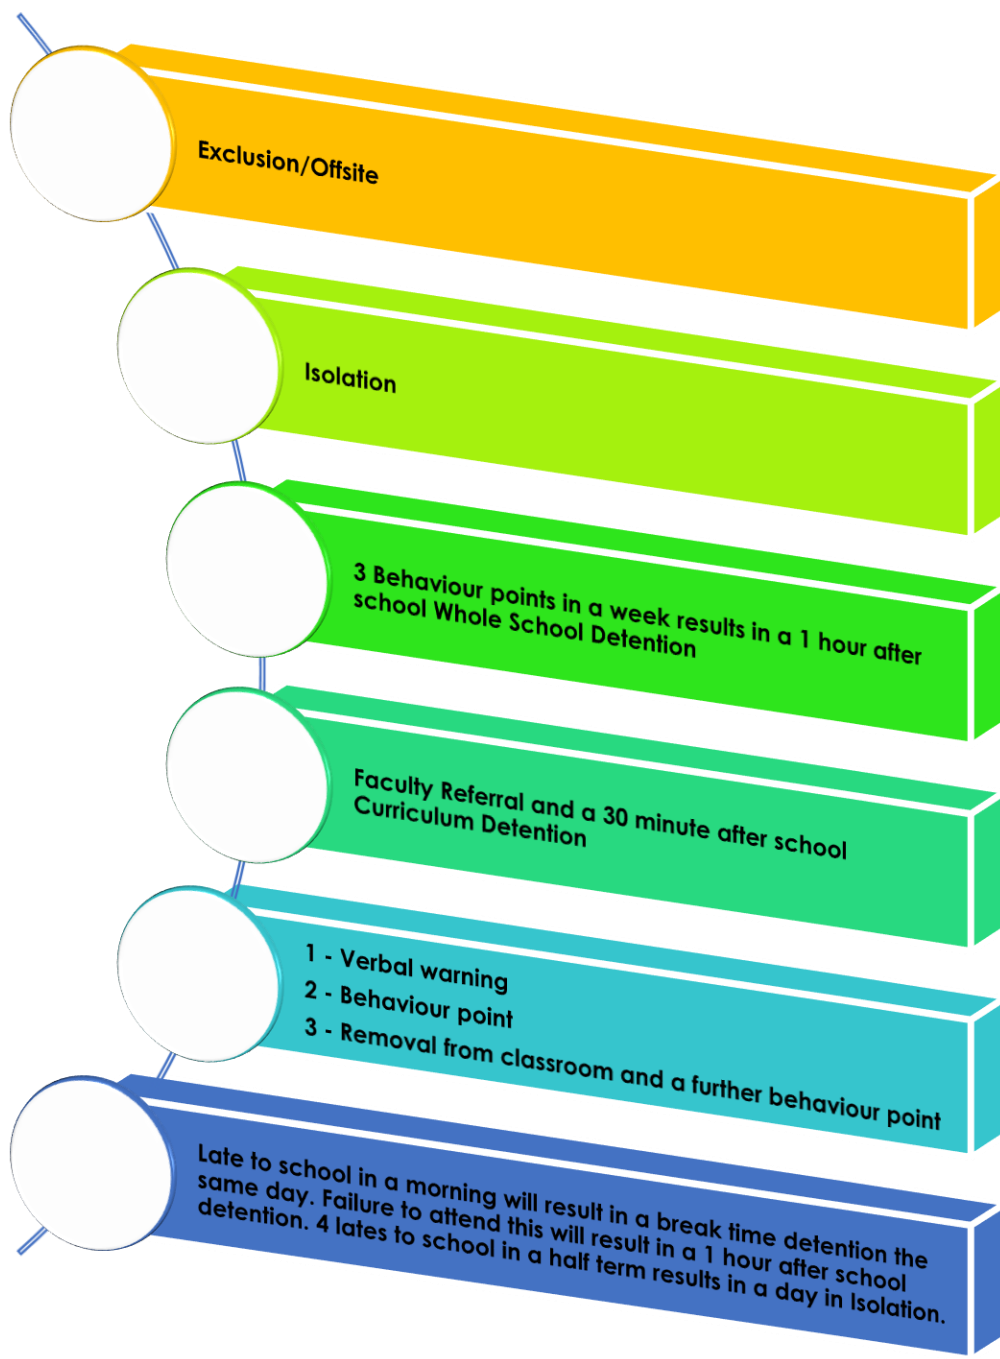 Exclusion/Offsite
Isolation
3 Behaviour points in a week results in a 1 hour after
school Whole School Detention
Faculty Referral and a 30 minute after school
Curriculum Detention
1 - Verbal warning
2 - Behaviour point
3 - Removal from classroom and a further behaviour point
Late to school in a morning will result in a break time detention the
same day. Failure to attend this will result in a 1 hour after school
detention. 4 lates to school in a half term results in a day in Isolation.